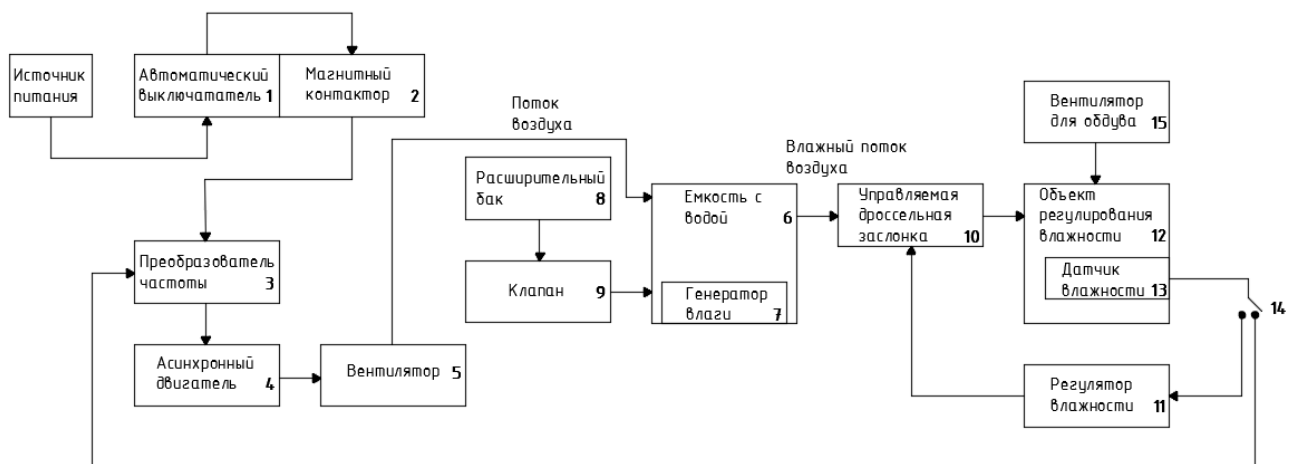 Источник
питания
Автоматический
выключататель 1
Магнитный
контактор 2
Поток
воздуха
Вентилятор
для обдува 15
Влажный поток
воздуха
Расширительный
бак 8
Емкость с
водой 6
Управляемая
дроссельная
заслонка 10
Объект
регулирования
влажности 12
Преобразователь
частоты 3
Клапан 9
Генератор
влаги 7
Датчик
влажности 13
14
Асинхронный
двигатель 4
Вентилятор 5
Регулятор
влажности 11